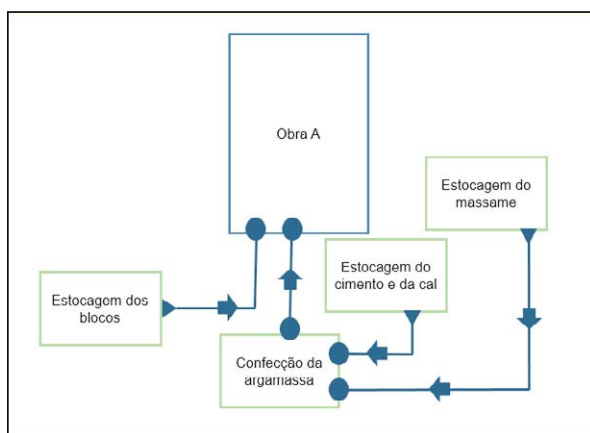 Obra A
Estocagem do
massame
Estocagem do
cimento e da cal
Estocagem dos
blocos
Confecção da
argamassa